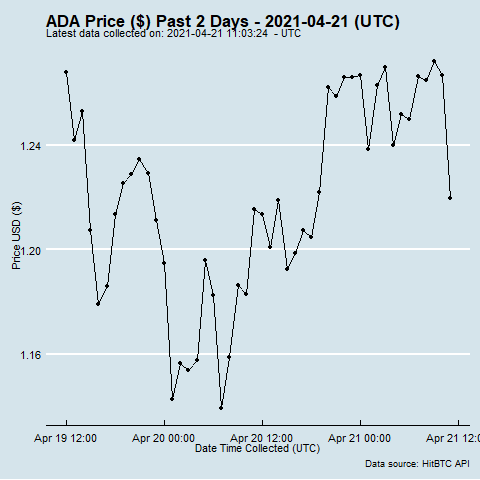 ADA Price ($) Past 2 Days - 2021-04-21 (UTC)
Latest data collected on: 2021-04-21 11:03:24  - UTC
Price USD ($)
1.24
1.20
1.16
Apr 19 12:00 Apr 20 00:00 Apr 20 12:00 Apr 21 00:00 Apr 21 12:0
Date Time Collected (UTC)
Data source: HitBTC API